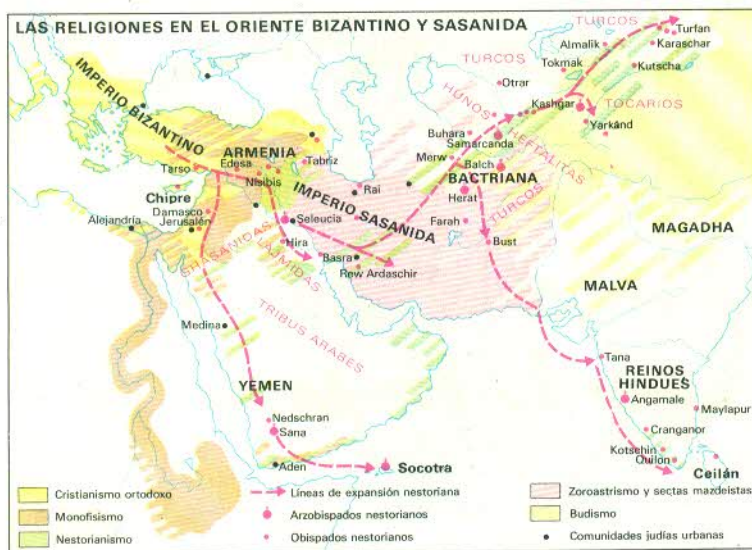 LAS RELIGIONES EN EL ORIENTE BIZANTINO Y SASANIDA
TURCOS
Turfan
Almalik
Karaschar
TURCOS
Tokmak
Kutscha
Otrar
IMPERIO BIZANTINO
HUNOS
Kashgar
TOCARIOS
Buhara
Samarcanda
Yarkand
HEFTALITAS
ARMENIA
Tabriz
Merw
Balch
Tarso
Edesa
Nisibis
Rai
BACTRIANA
Chipre
IMPERIO SASANIDA
Herat
TURCOS
Damasco
Alejandría
Jerusalén
Seleucia
Farah
MAGADHA
GHASANIDAS
Hira
LAJMIDAS
Basra
Bust
Rew Ardaschir
MALVA
TRIBUS ARABES
Medina
Tana
REINOS
HINDUES
YEMEN
Angamale
Maylapur
Nedschran
Sana
Cranganor
Kotschin
Aden
Socotra
Quilon
Ceilán
Cristianismo ortodoxo
Líneas de expansión nestoriana
Zoroastrismo y sectas mazdeistas
Monofisismo
Arzobispados nestorianos
Budismo
Nestorianismo
Obispados nestorianos
Comunidades judías urbanas